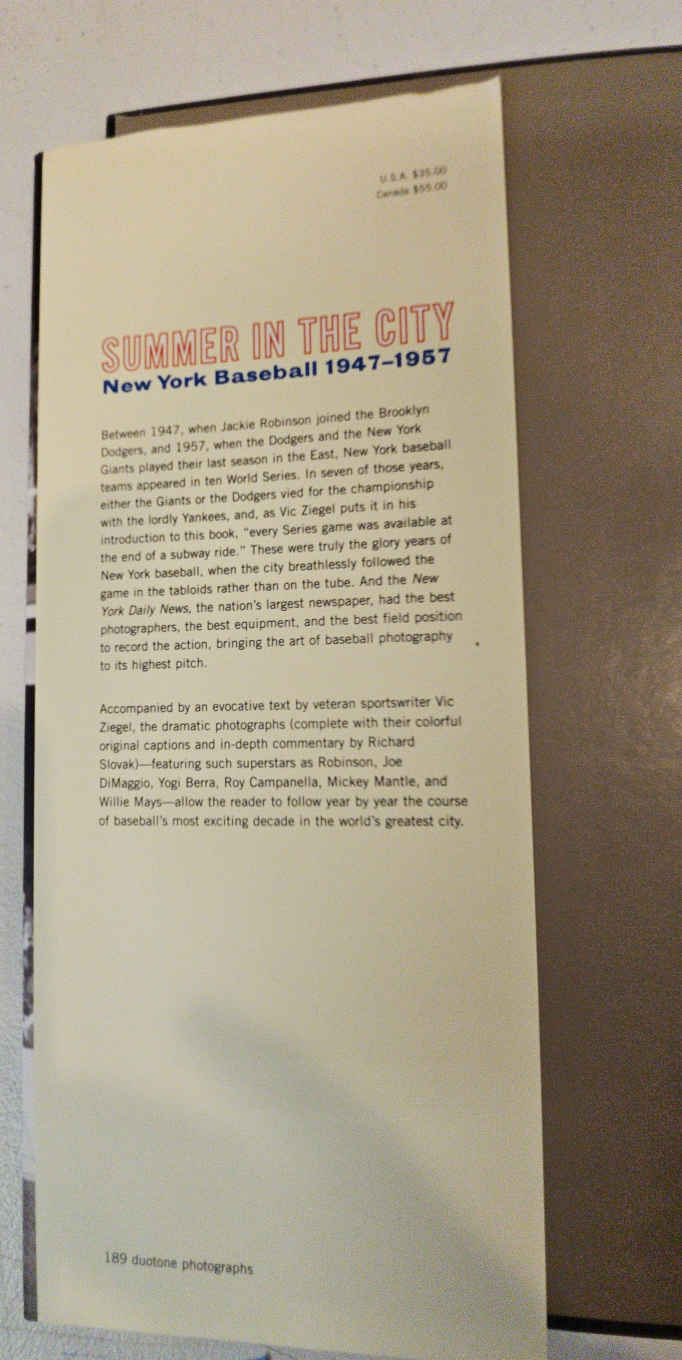 U.S.A. $35.00
Canada $55.00
SUMMER IN THE CITY
New York Baseball 1947–1957
Between 1947, when Jackie Robinson joined the Brooklyn
Dodgers, and 1957, when the Dodgers and the New York
Giants played their last season in the East, New York baseball
teams appeared in ten World Series. In seven of those years,
either the Giants or the Dodgers vied for the championship
with the lordly Yankees, and, as Vic Ziegel puts it in his
introduction to this book, “every Series game was available at
the end of a subway ride.” These were truly the glory years of
New York baseball, when the city breathlessly followed the
game in the tabloids rather than on the tube. And the New
York Daily News, the nation’s largest newspaper, had the best
photographers, the best equipment, and the best field position
to record the action, bringing the art of baseball photography
to its highest pitch.
Accompanied by an evocative text by veteran sportswriter Vic
Ziegel, the dramatic photographs (complete with their colorful
original captions and in-depth commentary by Richard
Slovak)—featuring such superstars as Robinson, Joe
DiMaggio, Yogi Berra, Roy Campanella, Mickey Mantle, and
Willie Mays—allow the reader to follow year by year the course
of baseball’s most exciting decade in the world’s greatest city.
189 duotone photographs